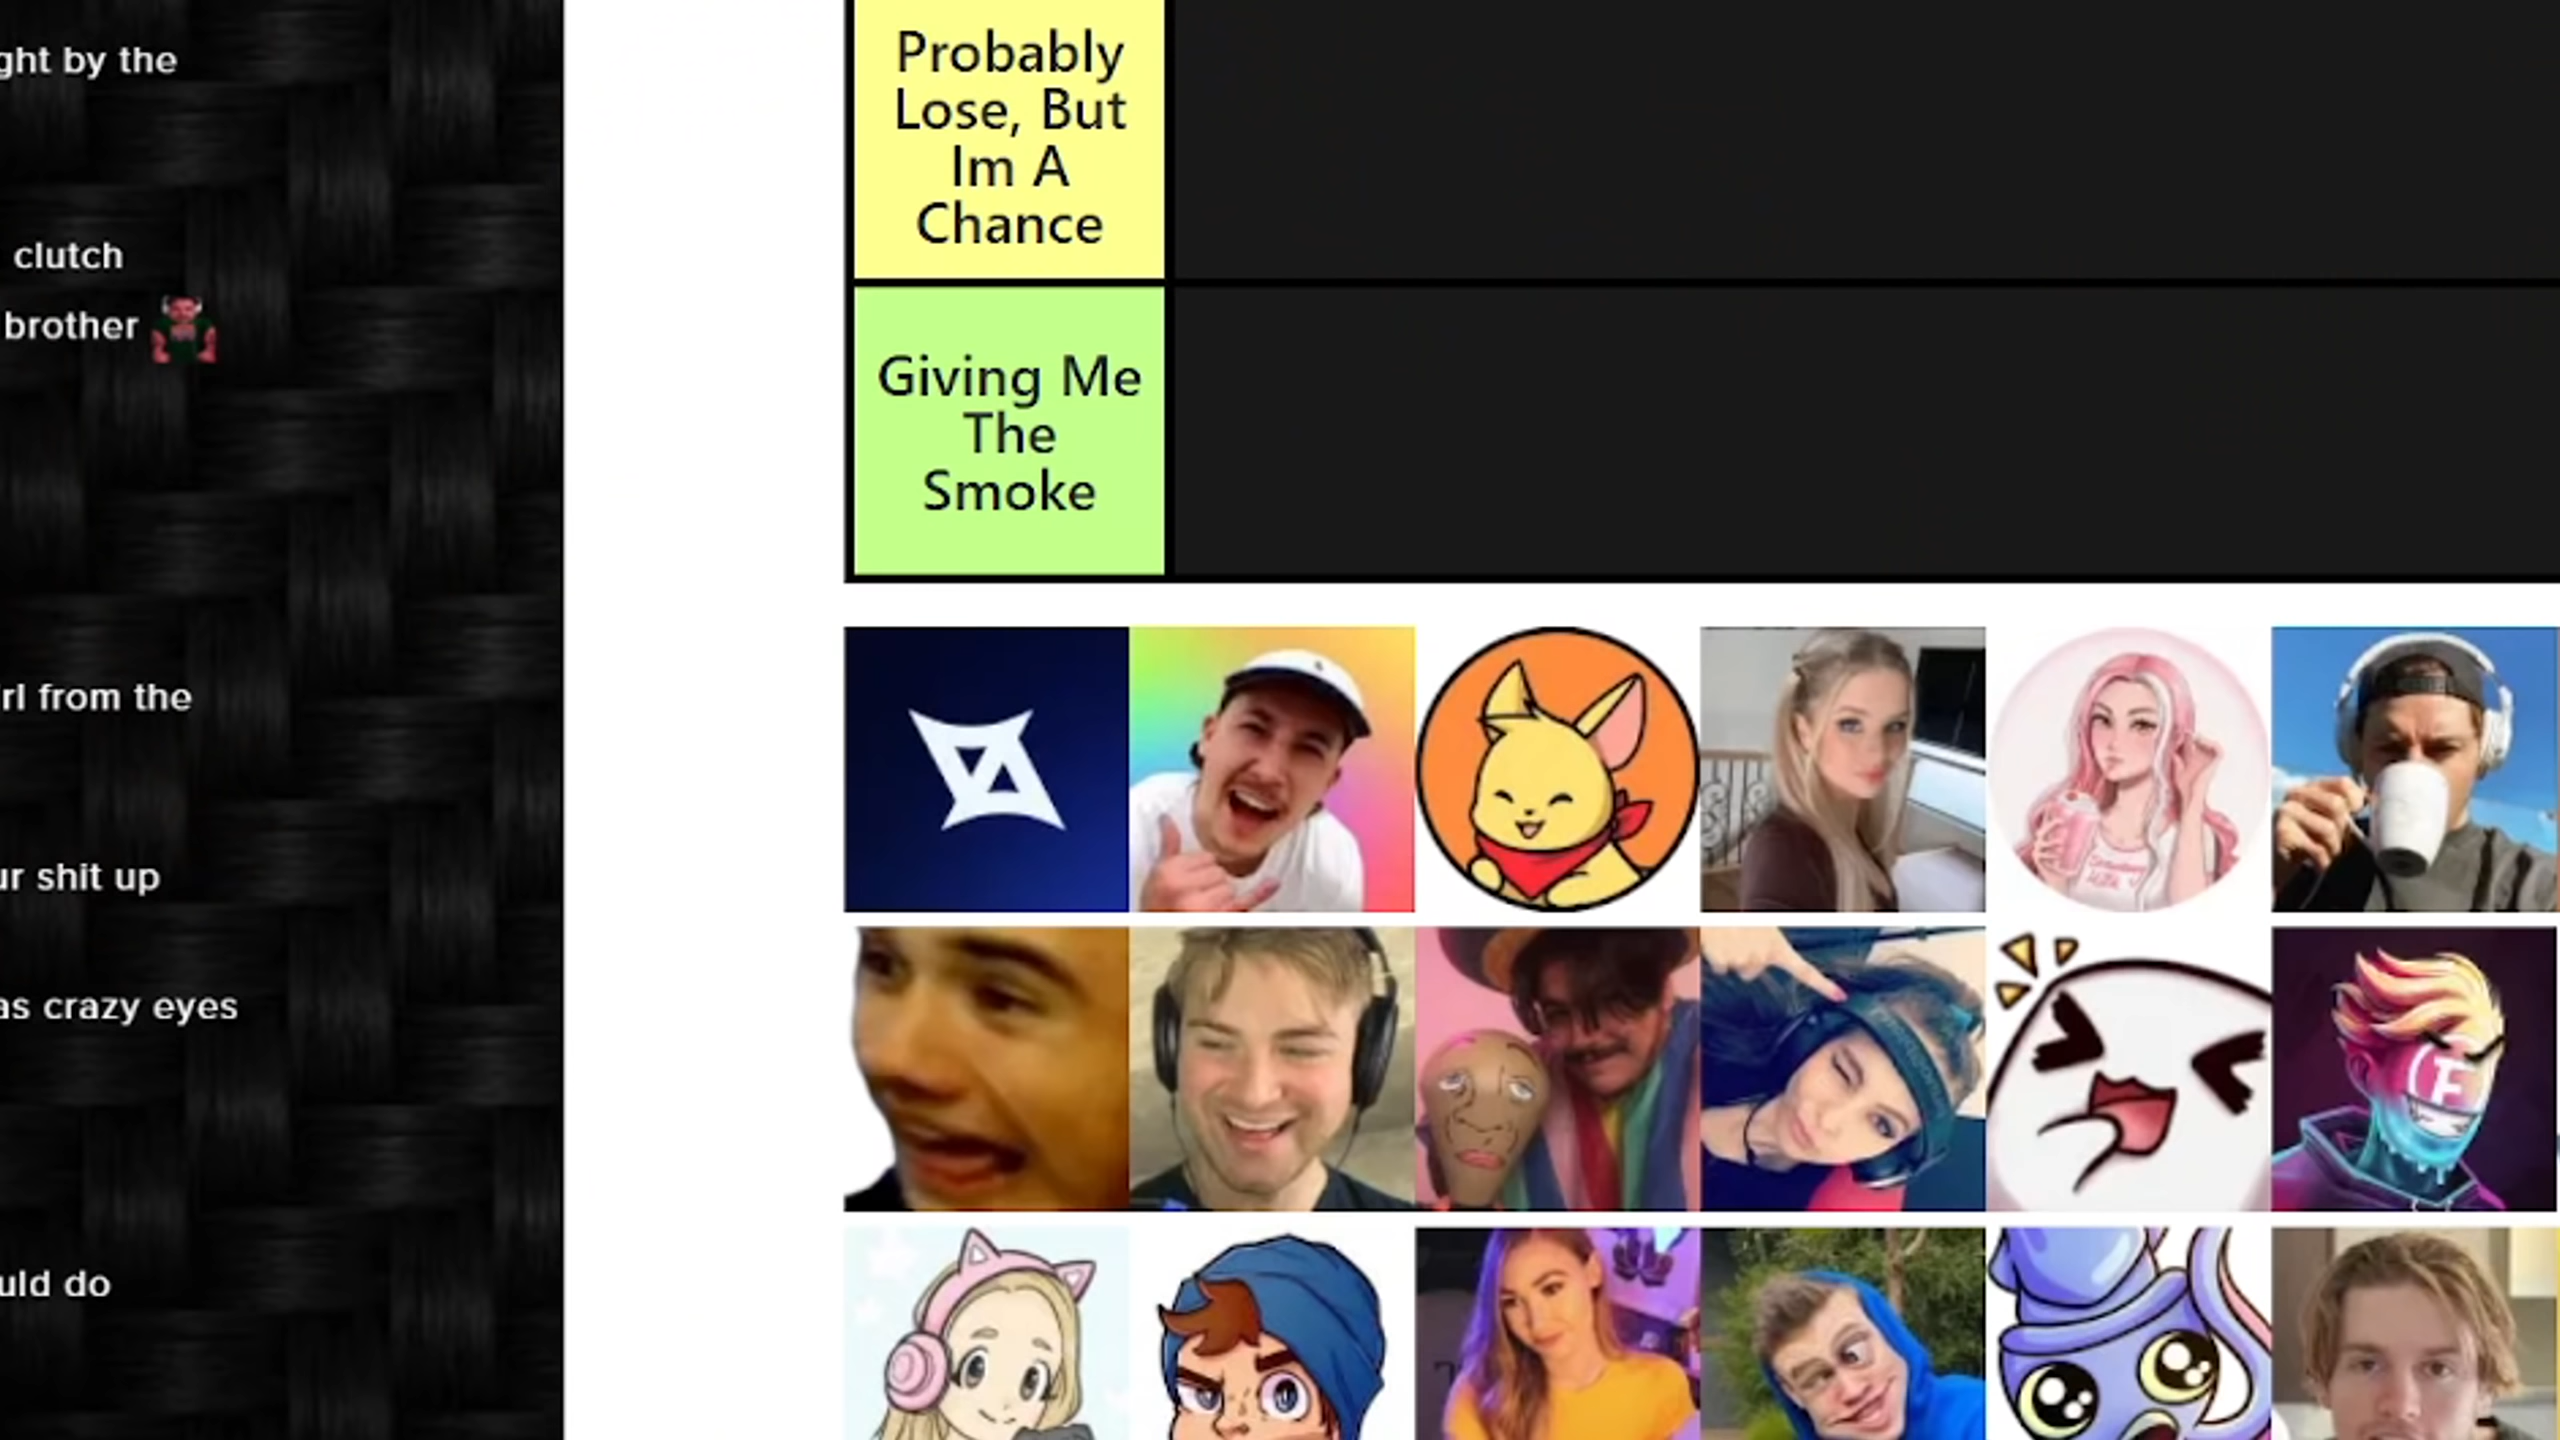 ght by the
clutch
brother
rl from the
ur shit up
as crazy eyes
uld do
Probably
Lose, But
Im A
Chance
Giving Me
The
Smoke